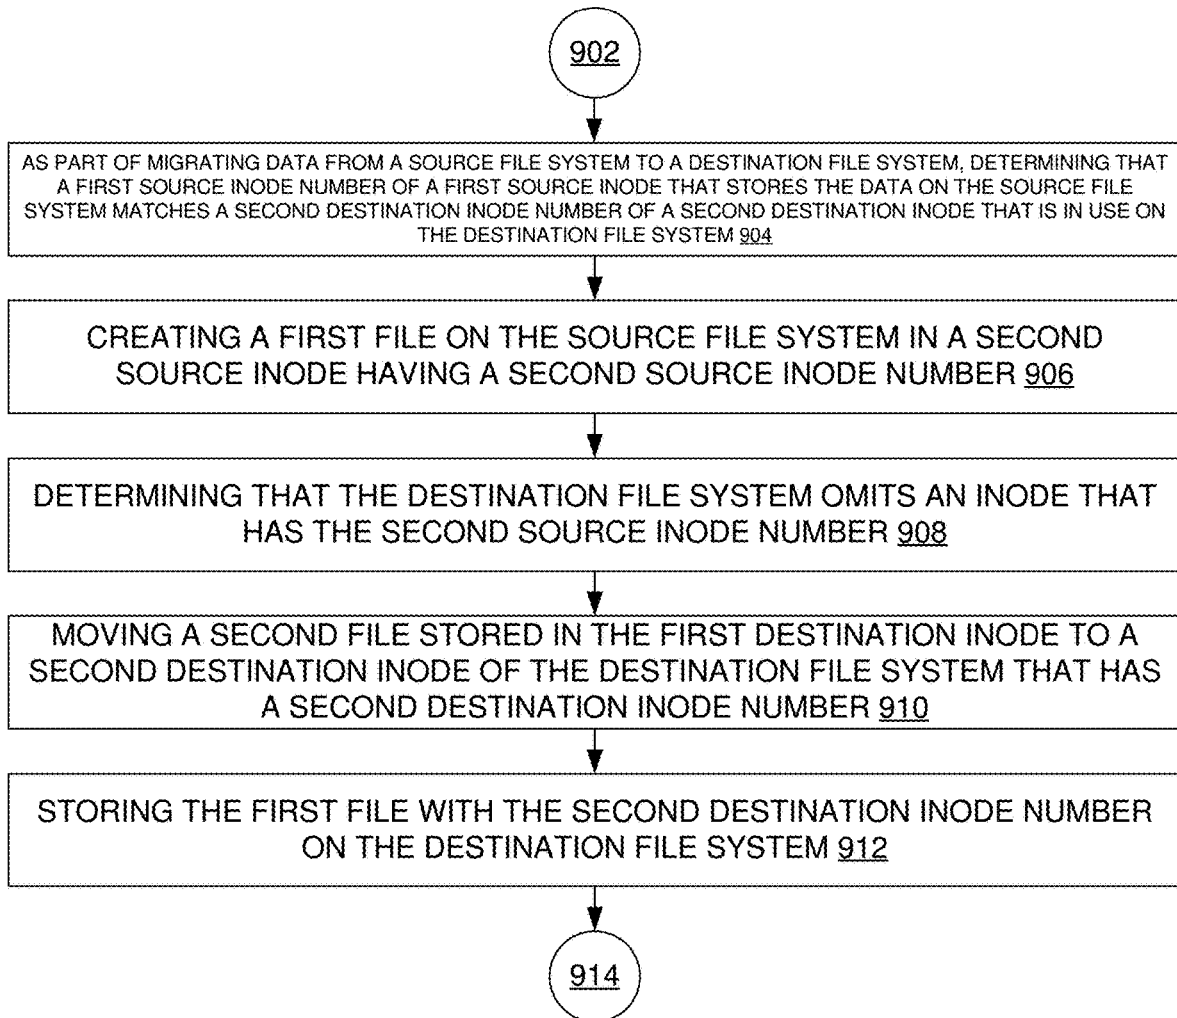 902
AS PART OF MIGRATING DATA FROM A SOURCE FILE SYSTEM TO A DESTINATION FILE SYSTEM, DETERMINING THAT
A FIRST SOURCE INODE NUMBER OF A FIRST SOURCE INODE THAT STORES THE DATA ON THE SOURCE FILE
SYSTEM MATCHES A SECOND DESTINATION INODE NUMBER OF A SECOND DESTINATION INODE THAT IS IN USE ON
THE DESTINATION FILE SYSTEM 904
CREATING A FIRST FILE ON THE SOURCE FILE SYSTEM IN A SECOND
SOURCE INODE HAVING A SECOND SOURCE INODE NUMBER 906
DETERMINING THAT THE DESTINATION FILE SYSTEM OMITS AN INODE THAT
HAS THE SECOND SOURCE INODE NUMBER 908
MOVING A SECOND FILE STORED IN THE FIRST DESTINATION INODE TO A
SECOND DESTINATION INODE OF THE DESTINATION FILE SYSTEM THAT HAS
A SECOND DESTINATION INODE NUMBER 910
STORING THE FIRST FILE WITH THE SECOND DESTINATION INODE NUMBER
ON THE DESTINATION FILE SYSTEM 912
914